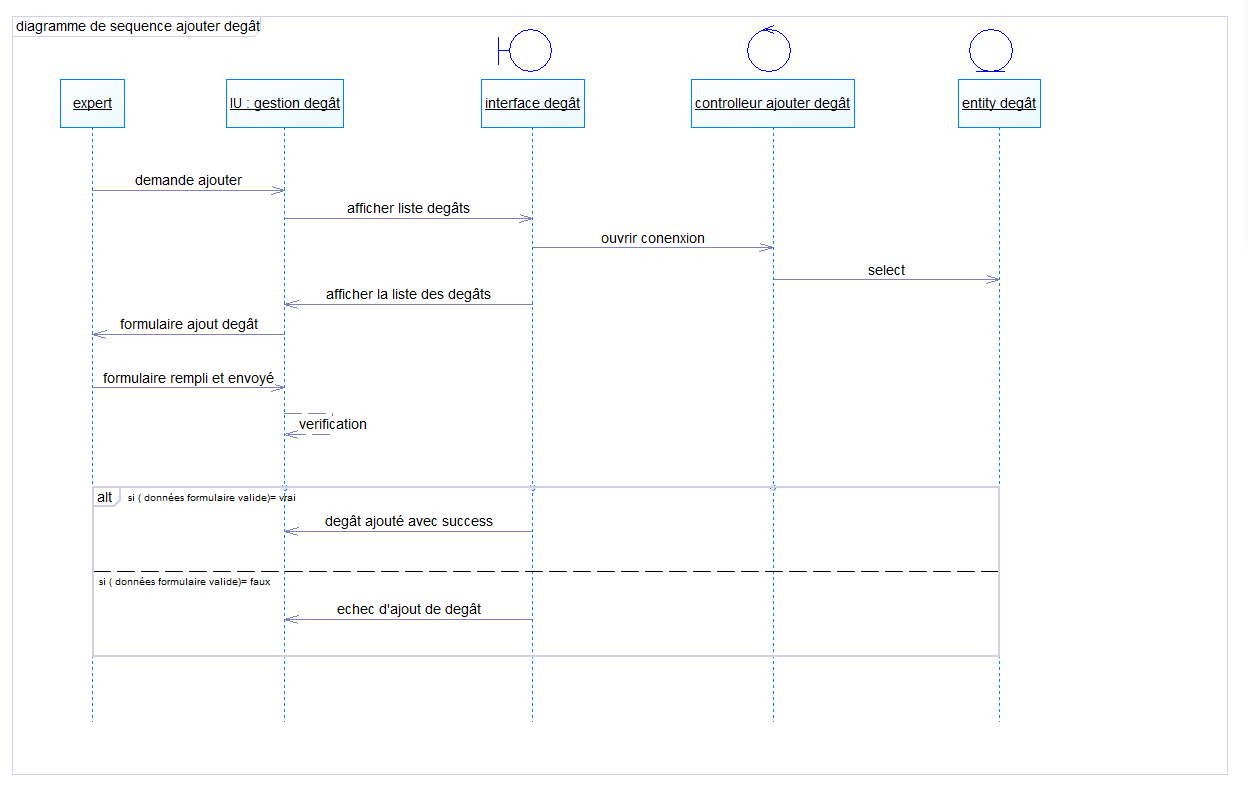 diagramme de sequence ajouter degât
expert
IU : gestion degât
interface degât
controlleur ajouter degât
entity degât
demande ajouter
afficher liste degâts
ouvrir conenxion
select
afficher la liste des degâts
formulaire ajout degât
formulaire rempli et envoyé
verification
alt
si ( données formulaire valide)= vrai
degât ajouté avec success
si ( données formulaire valide)= faux
echec d'ajout de degât